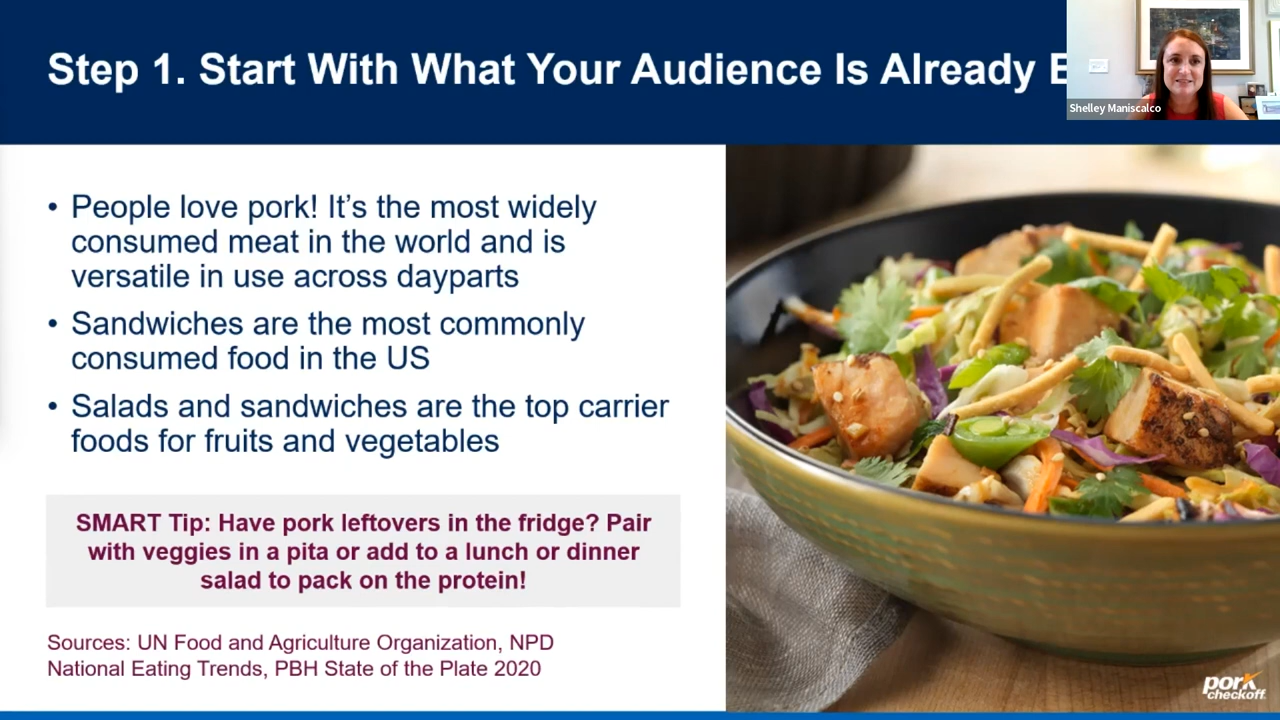 Step 1. Start With What Your Audience Is Already
Shelley Maniscalco
• People love pork! It’s the most widely
consumed meat in the world and is
versatile in use across dayparts
• Sandwiches are the most commonly
consumed food in the US
• Salads and sandwiches are the top carrier
foods for fruits and vegetables
SMART Tip: Have pork leftovers in the fridge? Pair
with veggies in a pita or add to a lunch or dinner
salad to pack on the protein!
Sources: UN Food and Agriculture Organization, NPD
National Eating Trends, PBH State of the Plate 2020
pork
checkoff